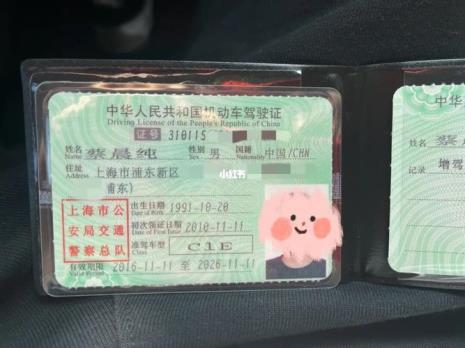 中华人民共和国机动车驾驶证
Driving License of the People's Republic of China
证号 310115
姓名 蔡晨纯 性别 男 国籍 中国/CHN
Name Sex Nationality
住址 上海市浦东新区
Address
浦东)
小红书
上海市公
安局交通
警察总队
出生日期 1991-10-20
Date of Birth
初次领证日期 2010-11-11
Date of First Issue
准驾车型 C1E
Class
有效期限 2016-11-11 至 2026-11-11
Valid Period
中华
姓名
Name
记录 增驾